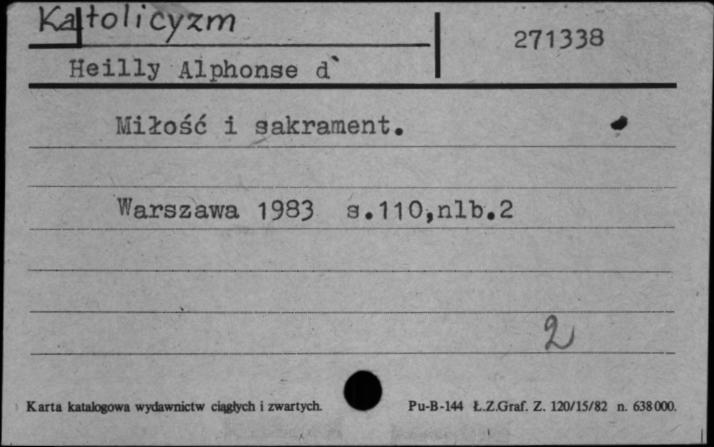 Katolicyzm
271338
Heilly Alphonse d`
Miłość i sakrament.
Warszawa 1983 s.110,nlb.2
2
Karta katalogowa wydawnictw ciągłych i zwartych. Pu-B-144 Ł.Z.Graf. Z. 120/15/82 n. 638000.